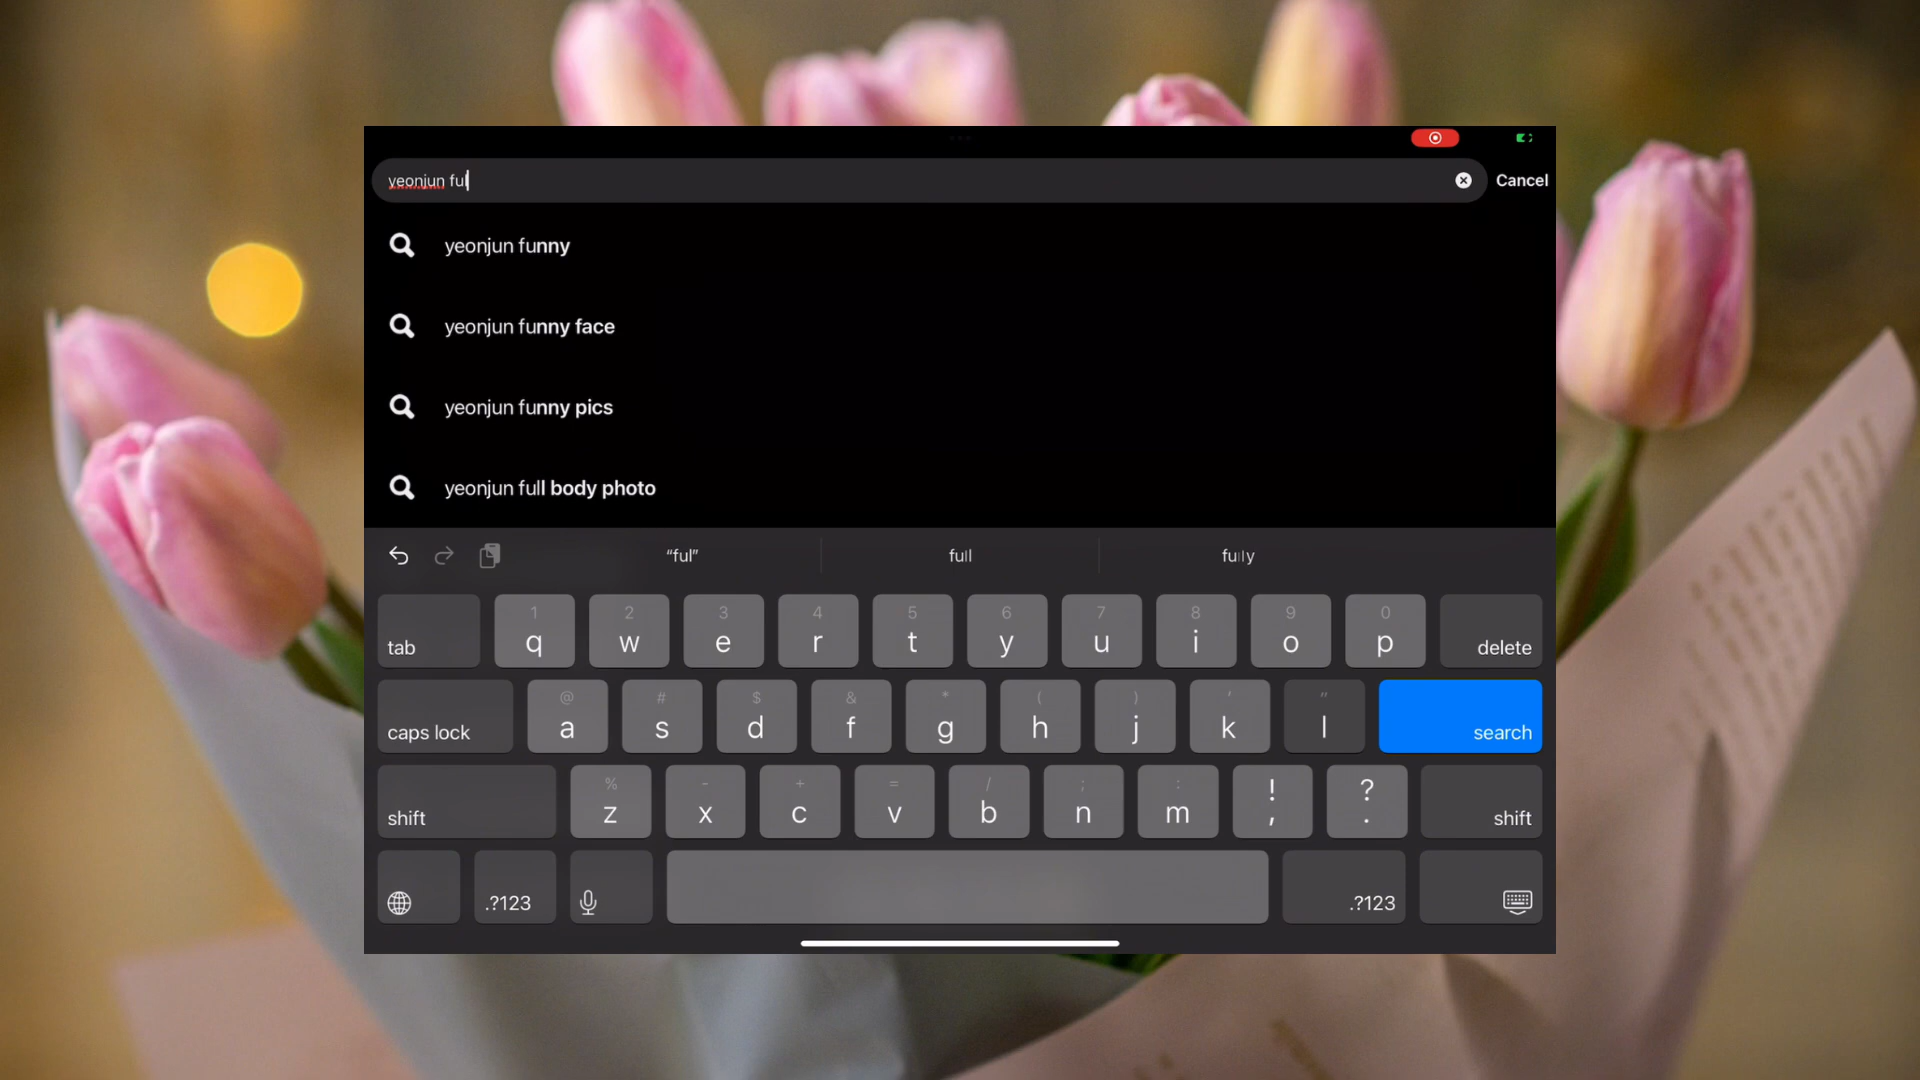 yeonjun ful
Cancel
yeonjun funny
yeonjun funny face
yeonjun funny pics
yeonjun full body photo
“ful” full fully
1 2 3 4 5 6 7 8 9 0
tab q w e r t y u i o p delete
@ # $ & * ( ) ' "
caps lock a s d f g h j k l search
% - + = / ; : ! ?
shift z x c v b n m , . shift
.?123 .?123